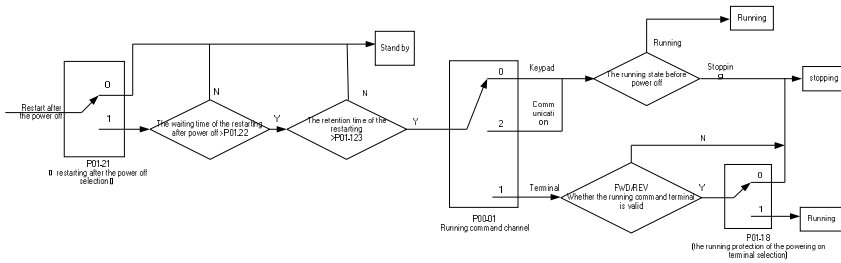 Restart after
the power off
0
1
P01-21
restarting after the power off
selection
N
The waiting time of the restarting
after power off >P01.22
Y
Stand by
N
The retention time of the
restarting
>P01-123
Y
0
2
1
P00-01
Running command channel
Keypad
Comm
unicati
on
Terminal
The running state before
power off
Running
Running
Stoppin
g
stopping
N
FWD/REV
Whether the running command terminal
is valid
Y
0
1
P01-18
(the running protection of the powering on
terminal selection)
Running